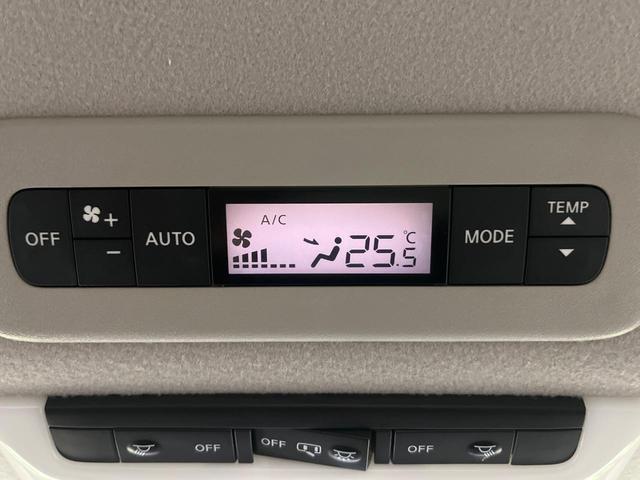 OFF + - AUTO A/C 25.5 °C MODE TEMP
OFF OFF OFF